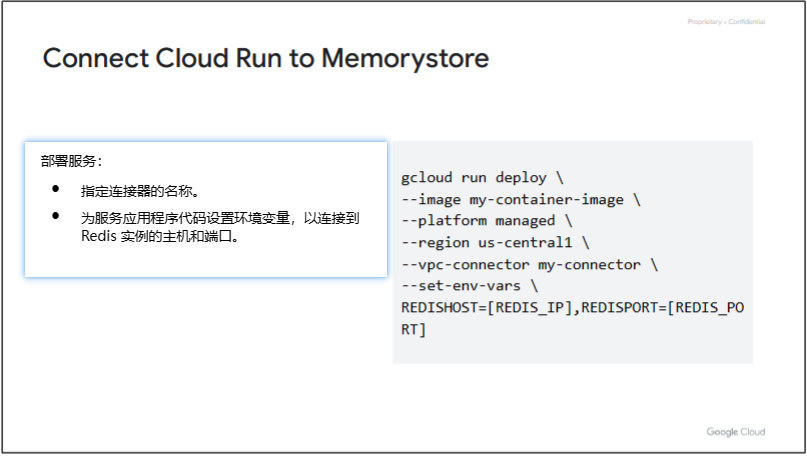 Proprietary + Confidential
Connect Cloud Run to Memorystore
部署服务：
● 指定连接器的名称。
● 为服务应用程序代码设置环境变量，以连接到
Redis 实例的主机和端口。
gcloud run deploy \
--image my-container-image \
--platform managed \
--region us-central1 \
--vpc-connector my-connector \
--set-env-vars \
REDISHOST=[REDIS_IP],REDISPORT=[REDIS_PO
RT]
Google Cloud